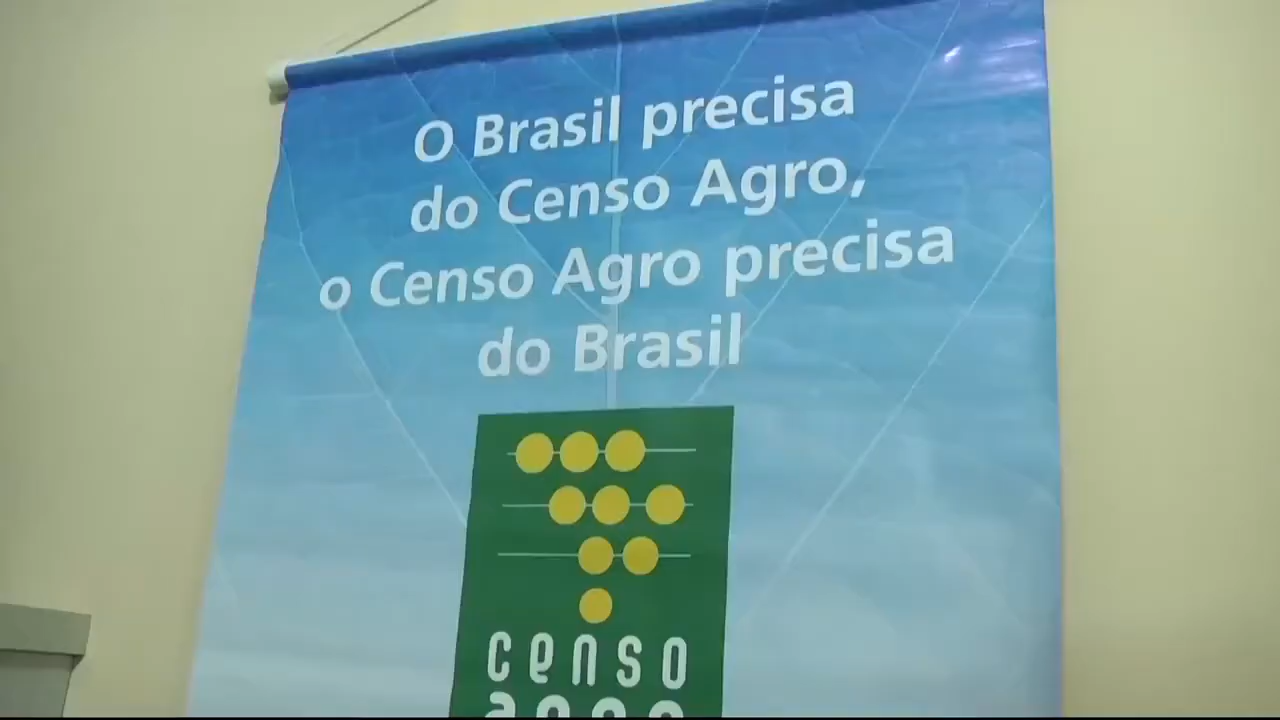 O Brasil precisa
do Censo Agro,
o Censo Agro precisa
do Brasil
censo